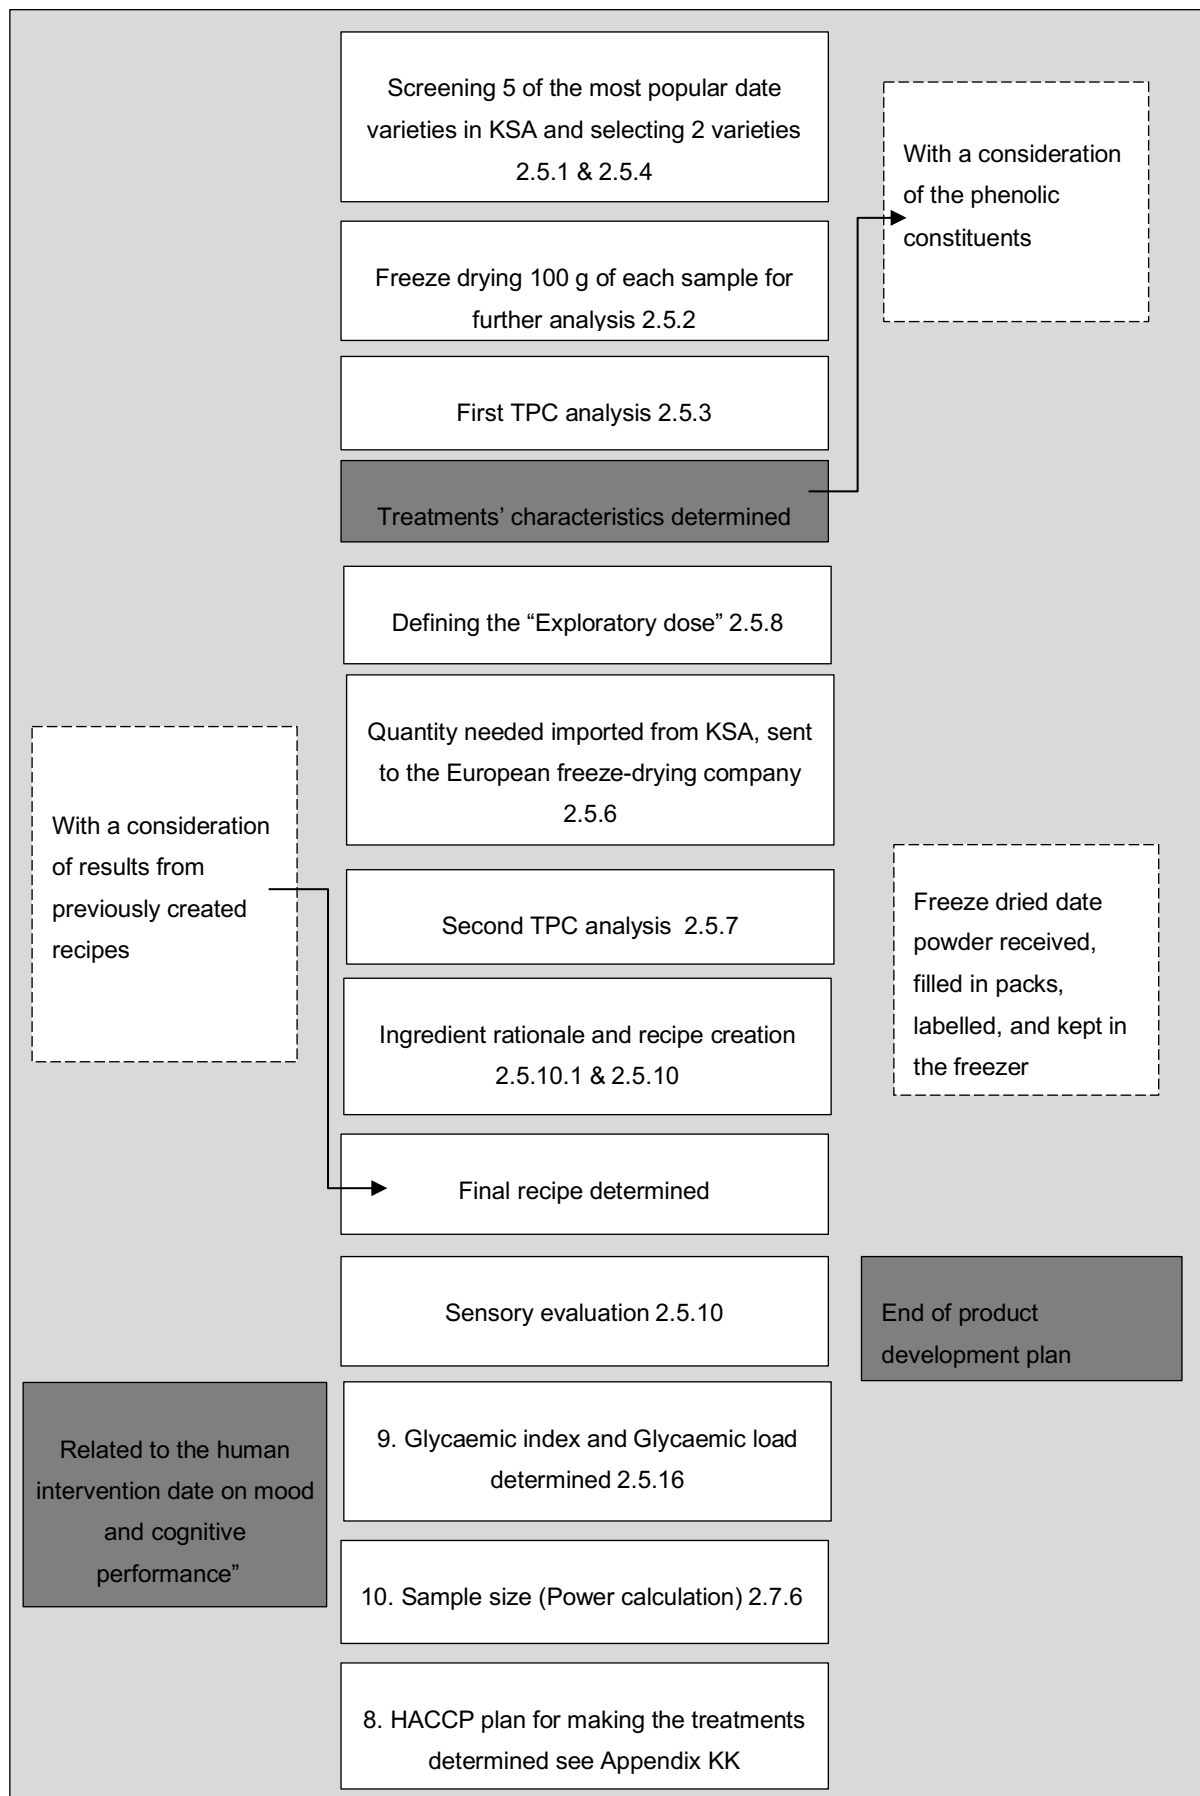 Screening 5 of the most popular date
varieties in KSA and selecting 2 varieties
2.5.1 & 2.5.4
With a consideration
of the phenolic
constituents
Freeze drying 100 g of each sample for
further analysis 2.5.2
First TPC analysis 2.5.3
Treatments’ characteristics determined
Defining the “Exploratory dose” 2.5.8
Quantity needed imported from KSA, sent
to the European freeze-drying company
2.5.6
With a consideration
of results from
previously created
recipes
Second TPC analysis  2.5.7
Freeze dried date
powder received,
filled in packs,
labelled, and kept in
the freezer
Ingredient rationale and recipe creation
2.5.10.1 & 2.5.10
Final recipe determined
Sensory evaluation 2.5.10
End of product
development plan
Related to the human
intervention date on mood
and cognitive
performance”
9. Glycaemic index and Glycaemic load
determined 2.5.16
10. Sample size (Power calculation) 2.7.6
8. HACCP plan for making the treatments
determined see Appendix KK